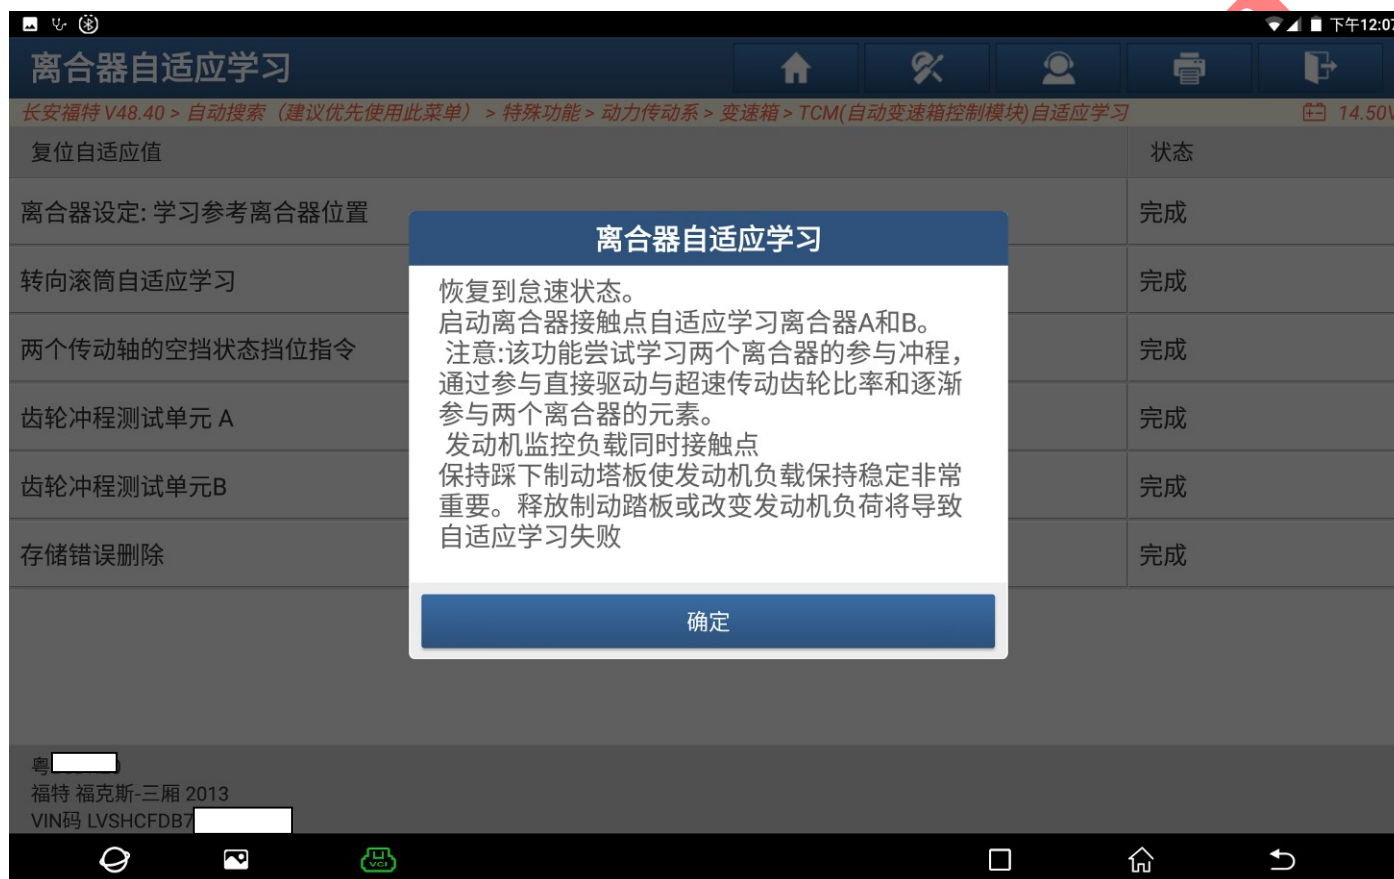 下午12:07
离合器自适应学习
长安福特 V48.40 > 自动搜索（建议优先使用此菜单） > 特殊功能 > 动力传动系 > 变速箱 > TCM(自动变速箱控制模块)自适应学习 14.50V
复位自适应值 状态
离合器设定: 学习参考离合器位置 完成
转向滚筒自适应学习 完成
两个传动轴的空挡状态挡位指令 完成
齿轮冲程测试单元 A 完成
齿轮冲程测试单元B 完成
存储错误删除 完成
离合器自适应学习
恢复到怠速状态。
启动离合器接触点自适应学习离合器A和B。
注意:该功能尝试学习两个离合器的参与冲程，
通过参与直接驱动与超速传动齿轮比率和逐渐
参与两个离合器的元素。
发动机监控负载同时接触点
保持踩下制动塔板使发动机负载保持稳定非常
重要。释放制动踏板或改变发动机负荷将导致
自适应学习失败
确定
粤
福特 福克斯-三厢 2013
VIN码 LVSHCFDB7
VCI